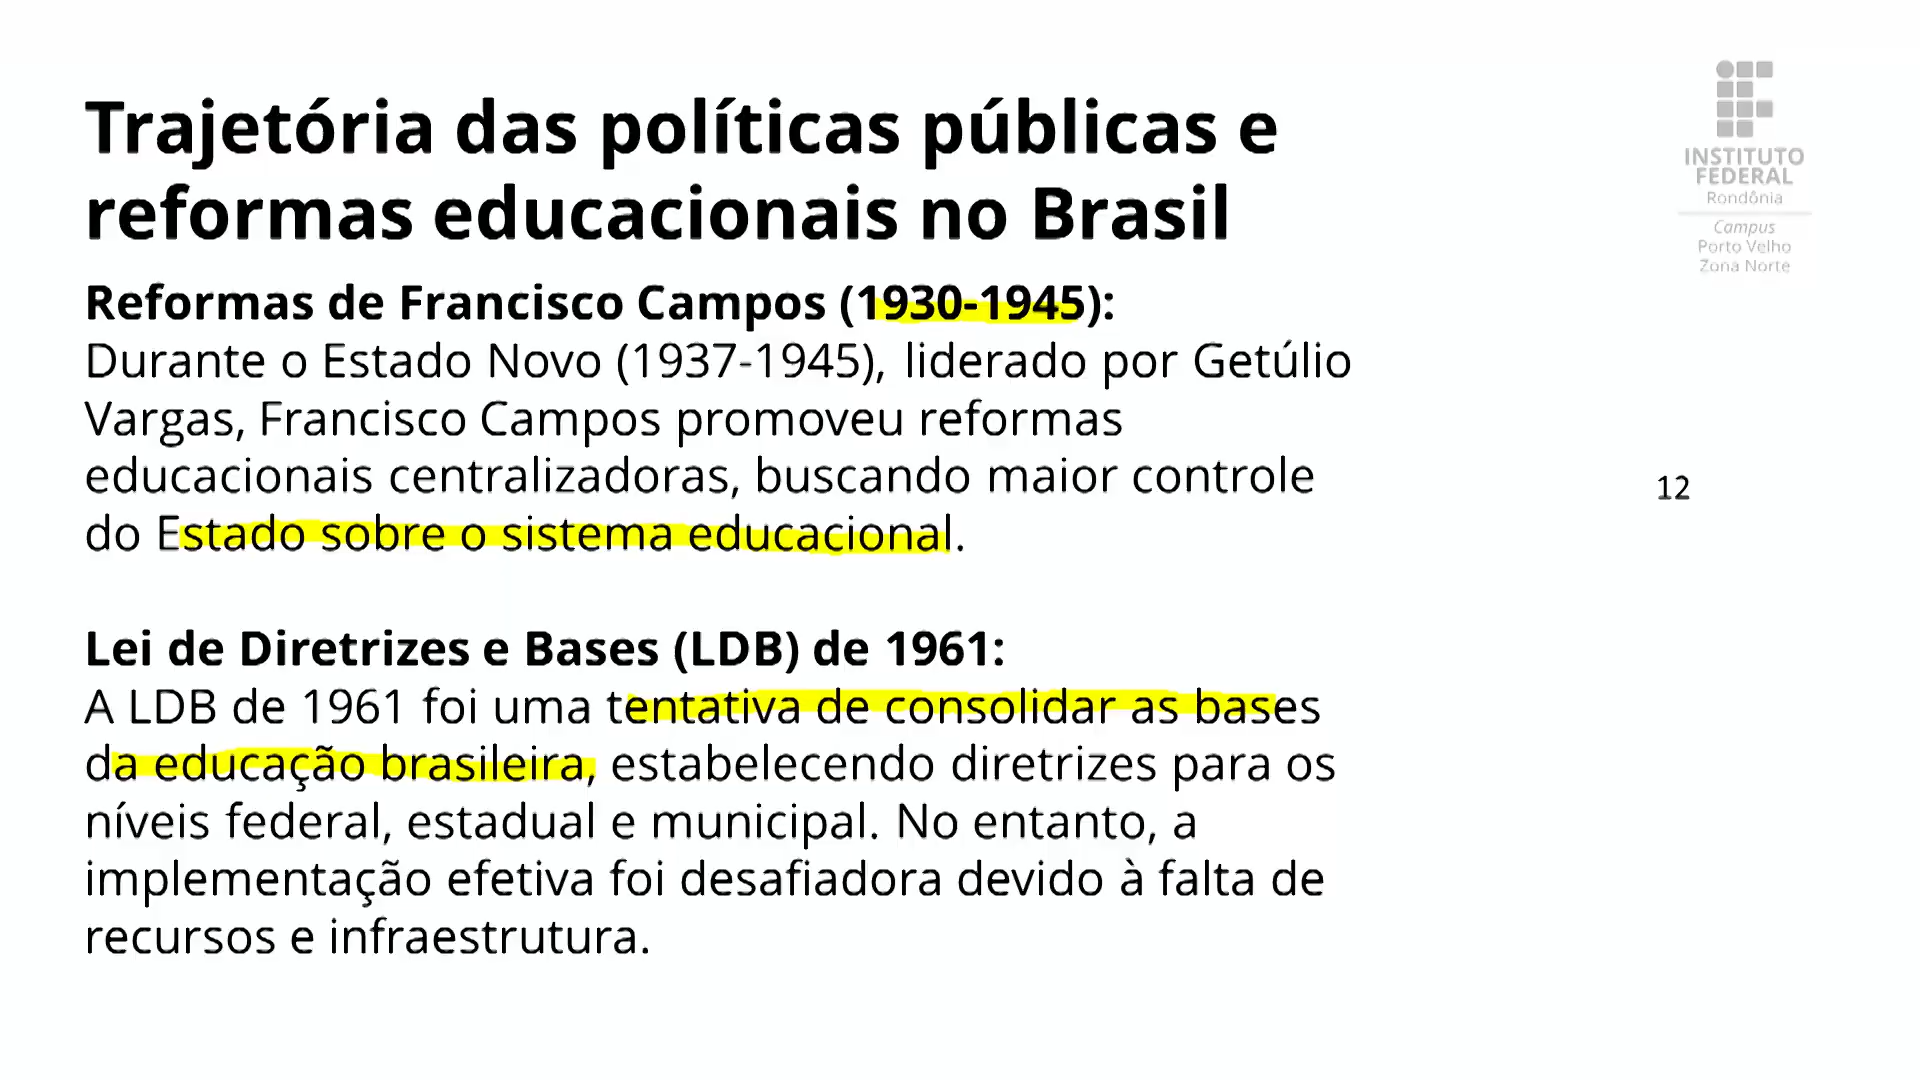 Trajetória das políticas públicas e
reformas educacionais no Brasil
INSTITUTO
FEDERAL
Rondônia
Campus
Porto Velho
Zona Norte
Reformas de Francisco Campos (1930-1945):
Durante o Estado Novo (1937-1945), liderado por Getúlio
Vargas, Francisco Campos promoveu reformas
educacionais centralizadoras, buscando maior controle
do Estado sobre o sistema educacional.
12
Lei de Diretrizes e Bases (LDB) de 1961:
A LDB de 1961 foi uma tentativa de consolidar as bases
da educação brasileira, estabelecendo diretrizes para os
níveis federal, estadual e municipal. No entanto, a
implementação efetiva foi desafiadora devido à falta de
recursos e infraestrutura.